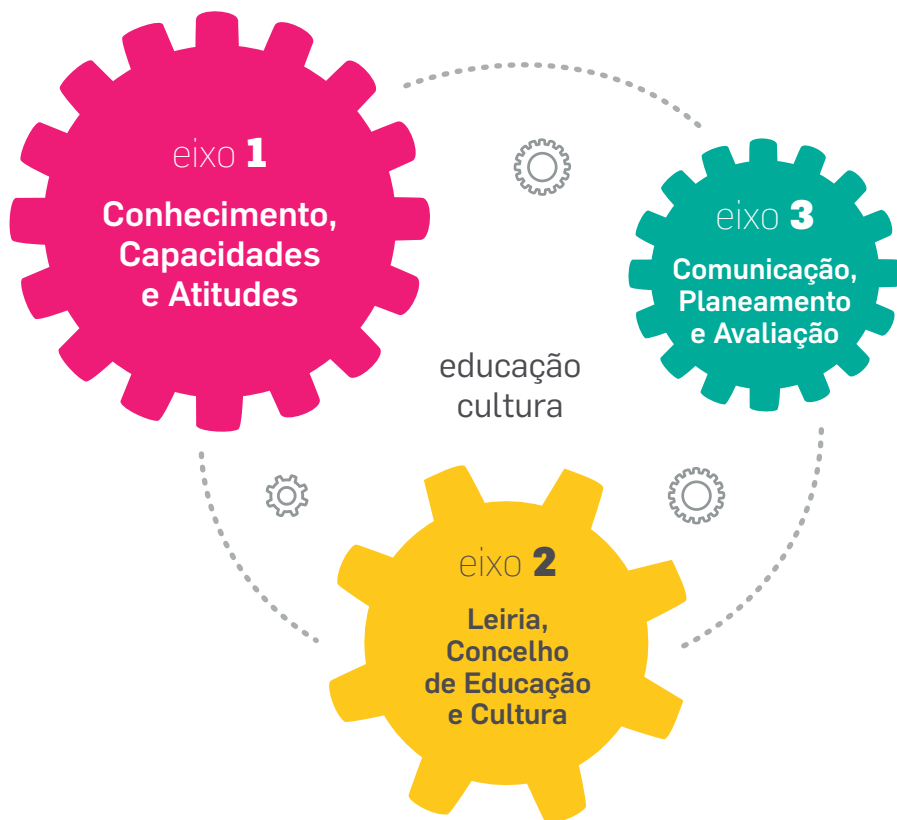 eixo 1
Conhecimento,
Capacidades
e Atitudes
eixo 3
Comunicação,
Planeamento
e Avaliação
educação
cultura
eixo 2
Leiria,
Concelho
de Educação
e Cultura